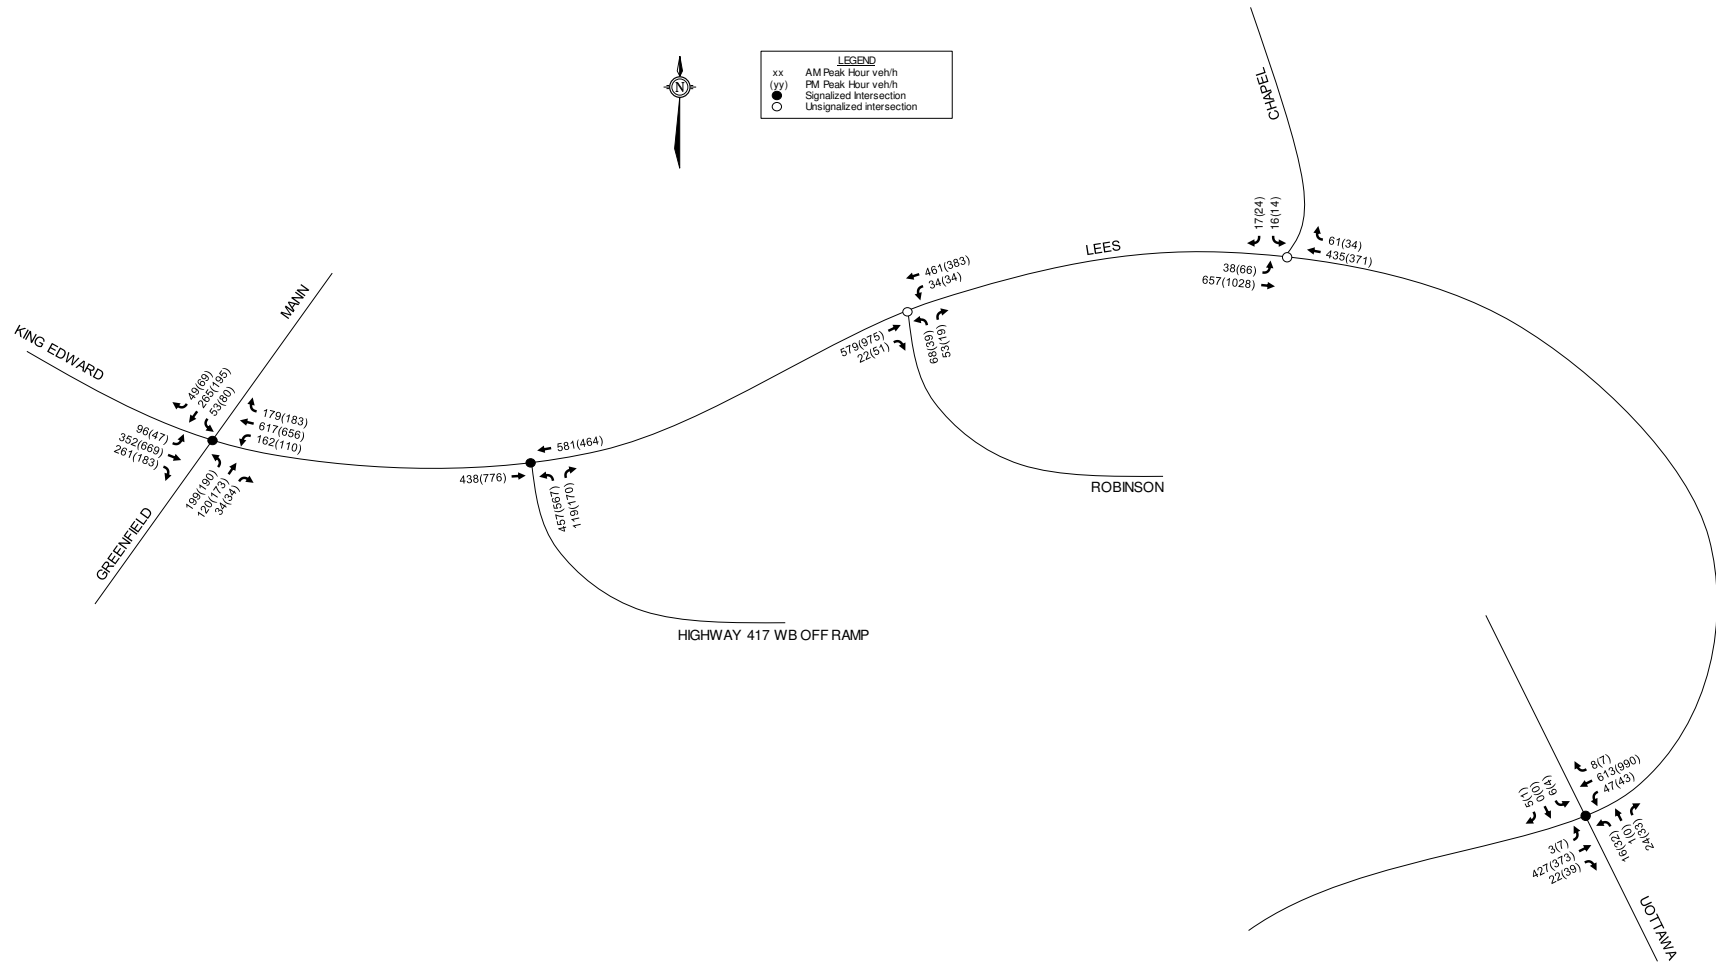 LEGEND
xx AM Peak Hour veh/h
(yy) PM Peak Hour veh/h
Signalized Intersection
Unsignalized intersection
N
CHAPEL
17(24)
16(14)
61(34)
435(371)
38(66)
657(1028)
LEES
461(383)
34(34)
579(975)
22(51)
68(39)
53(19)
ROBINSON
MANN
KING EDWARD
49(69)
265(195)
53(80)
179(183)
617(656)
162(110)
96(47)
352(669)
261(183)
199(190)
120(173)
34(34)
GREENFIELD
581(464)
438(776)
457(567)
119(170)
HIGHWAY 417 WB OFF RAMP
8(7)
613(990)
47(43)
5(1)
0(0)
6(4)
3(7)
427(373)
22(39)
16(32)
1(0)
24(33)
UOTTAWA